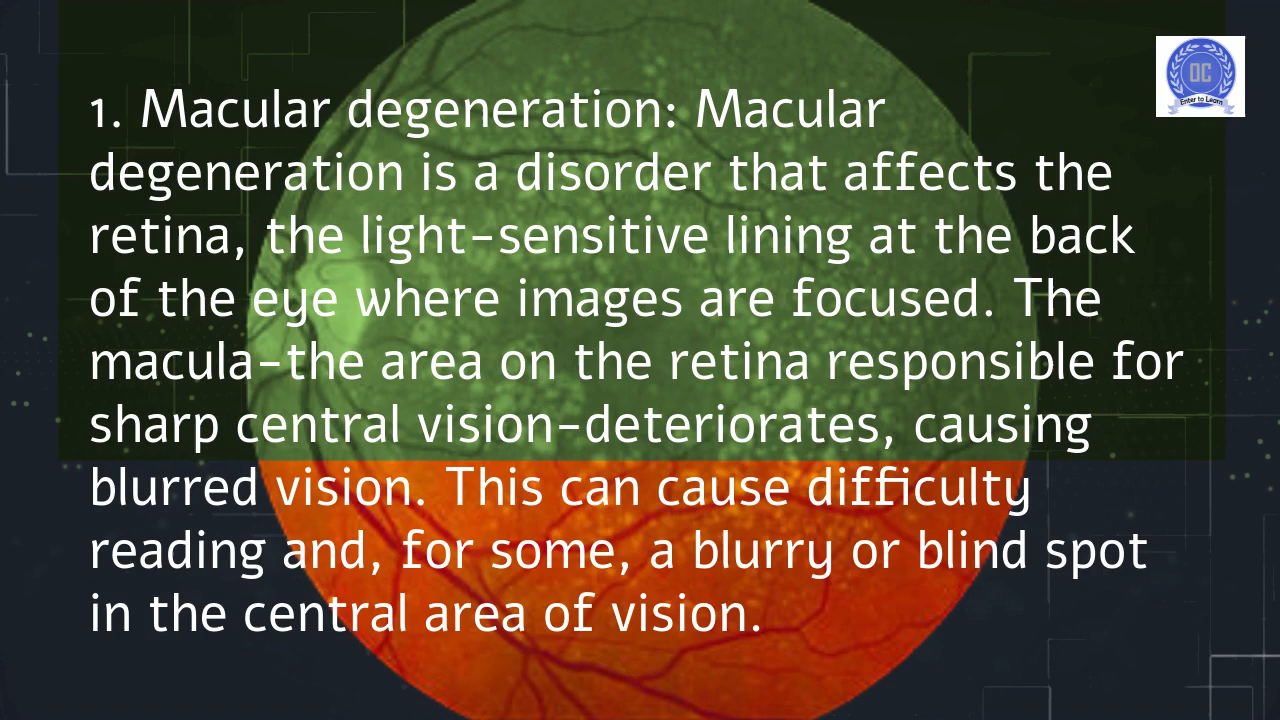 OC
Enter to Learn
1. Macular degeneration: Macular
degeneration is a disorder that affects the
retina, the light-sensitive lining at the back
of the eye where images are focused. The
macula-the area on the retina responsible for
sharp central vision-deteriorates, causing
blurred vision. This can cause difficulty
reading and, for some, a blurry or blind spot
in the central area of vision.